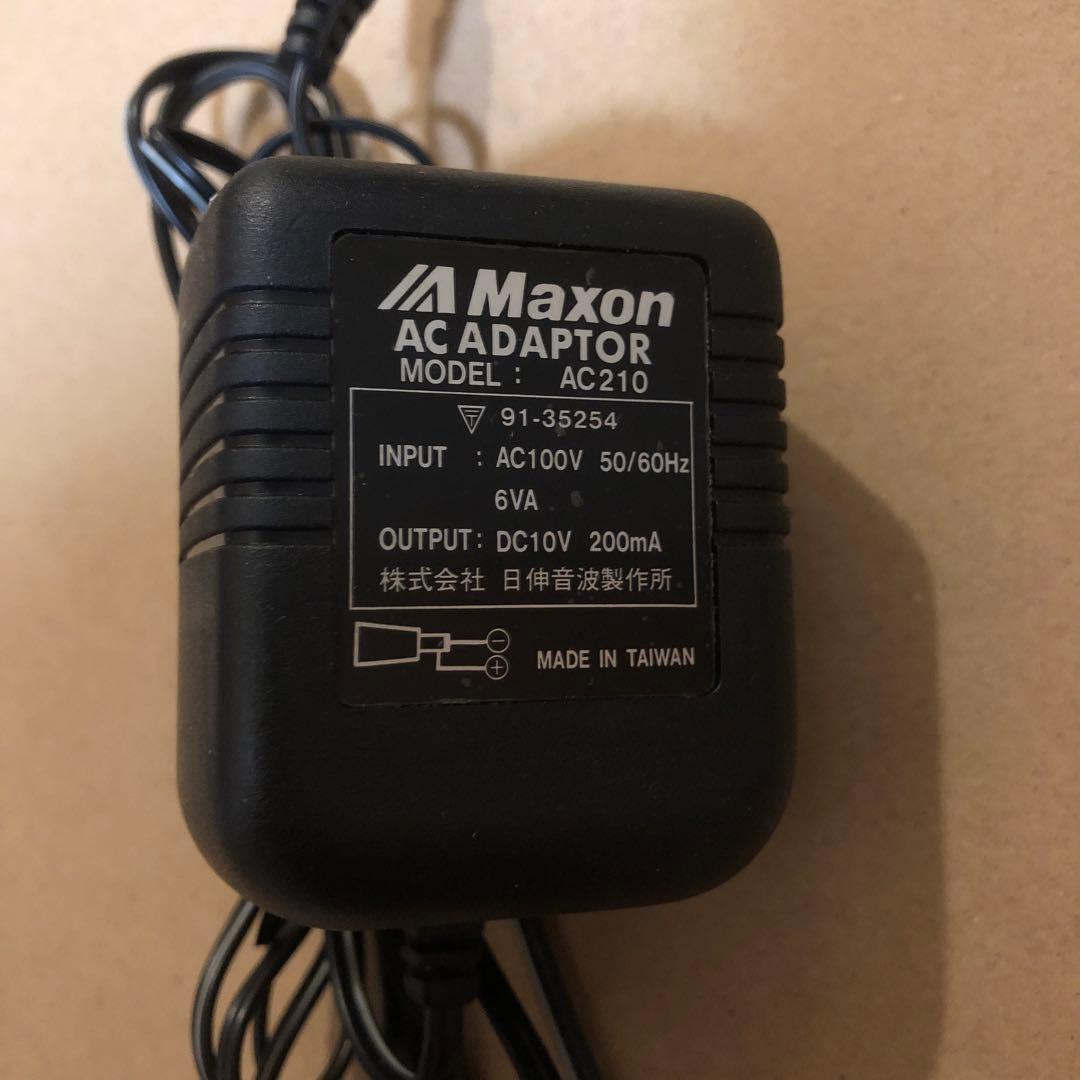 Maxon
AC ADAPTOR
MODEL : AC210
T 91-35254
INPUT : AC100V 50/60Hz
6VA
OUTPUT : DC10V 200mA
株式会社 日伸音波製作所
− +
MADE IN TAIWAN